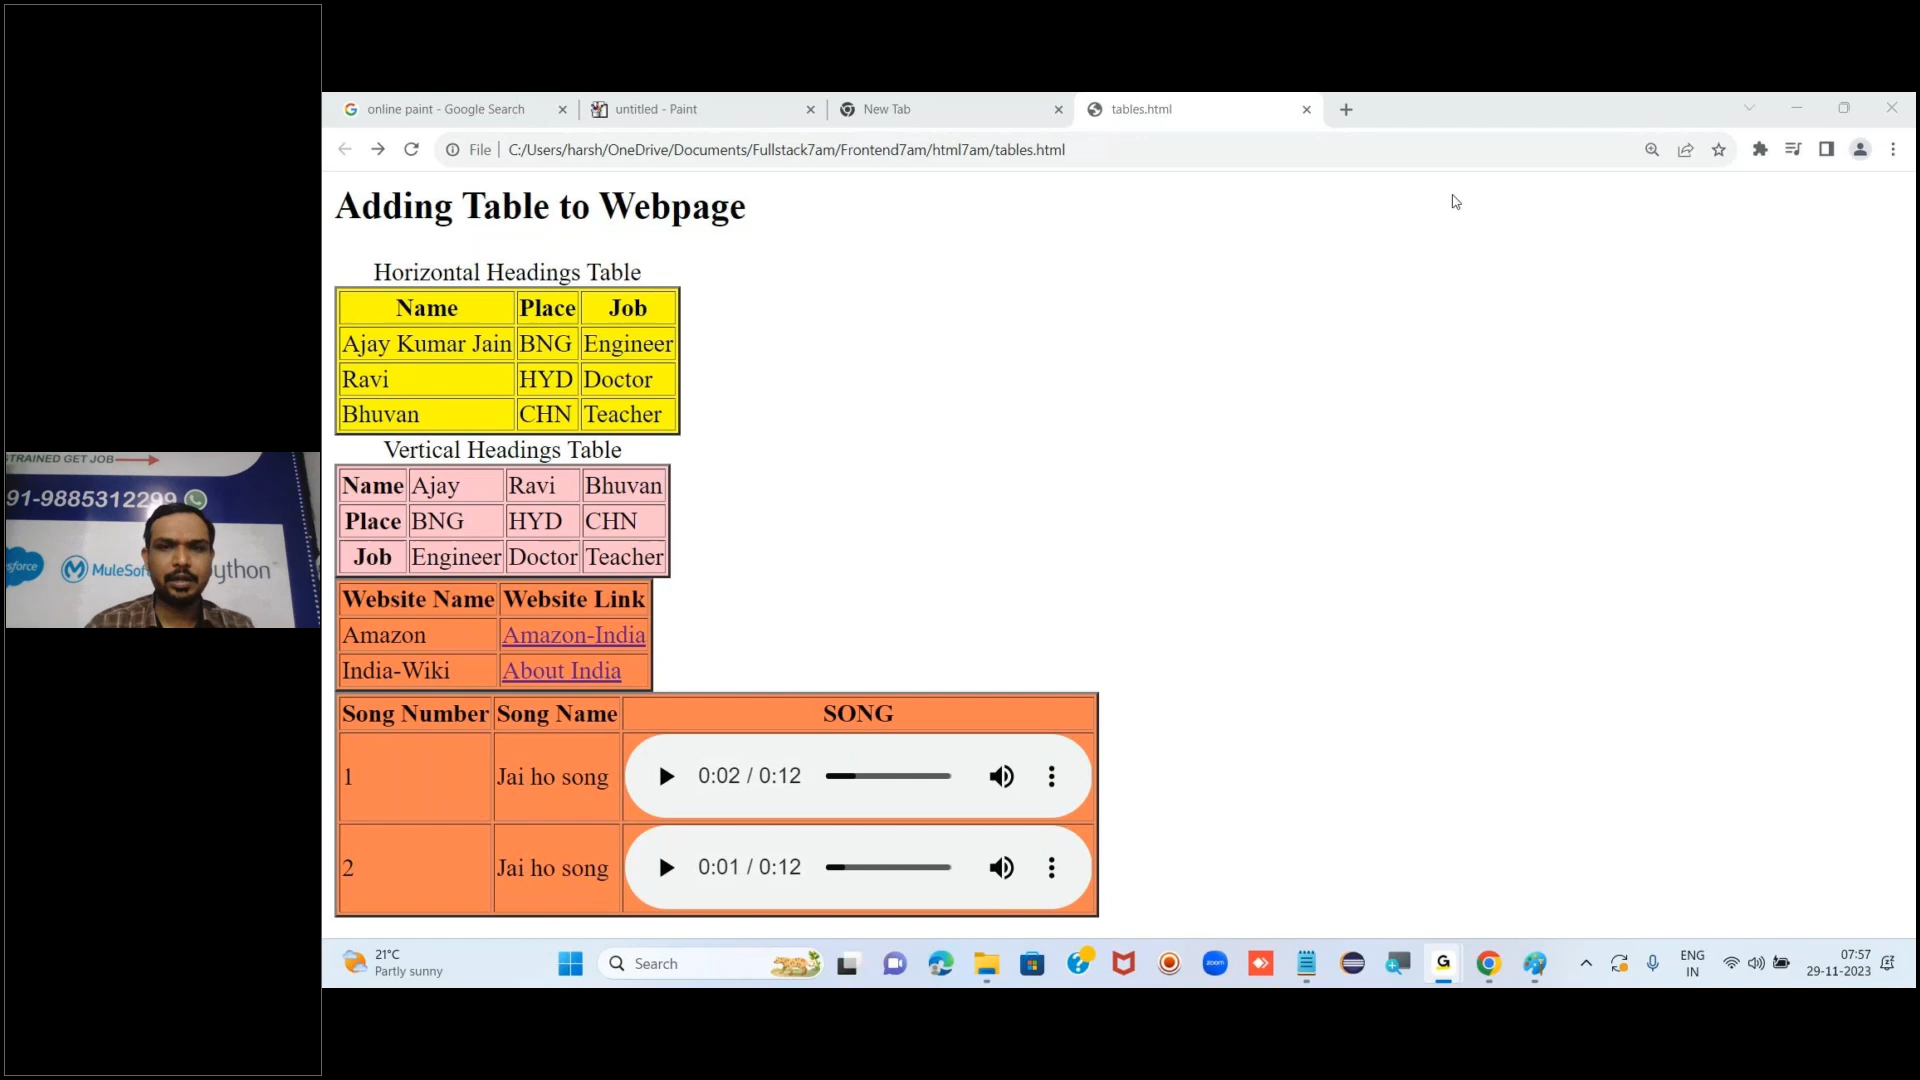 online paint - Google Search
untitled - Paint
New Tab
tables.html
File
C:/Users/harsh/OneDrive/Documents/Fullstack7am/Frontend7am/html7am/tables.html
Adding Table to Webpage
Horizontal Headings Table
Name Place Job
Ajay Kumar Jain BNG Engineer
Ravi HYD Doctor
Bhuvan CHN Teacher
Vertical Headings Table
Name Ajay Ravi Bhuvan
Place BNG HYD CHN
Job Engineer Doctor Teacher
Website Name Website Link
Amazon Amazon-India
India-Wiki About India
Song Number Song Name SONG
1 Jai ho song 0:02 / 0:12
2 Jai ho song 0:01 / 0:12
TRAINED GET JOB
91-9885312299
sforce MuleSof ython
21°C
Partly sunny
Search
zoom
G
ENG
IN
07:57
29-11-2023